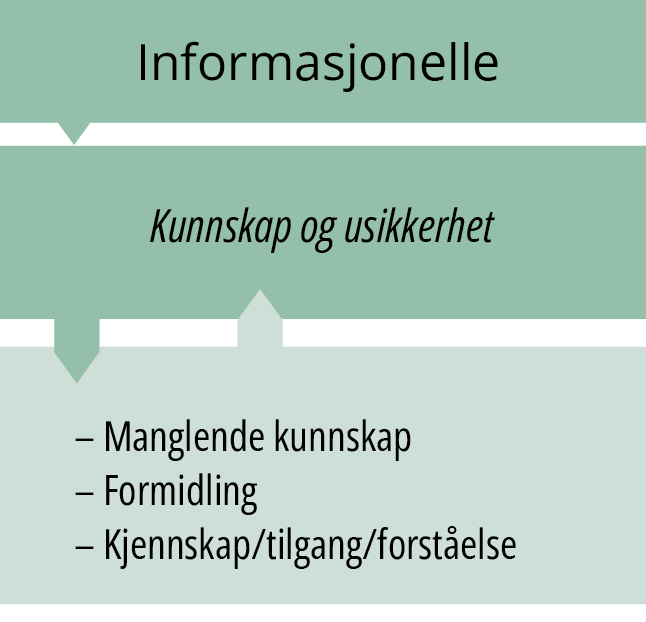 Informasjonelle
Kunnskap og usikkerhet
– Manglende kunnskap
– Formidling
– Kjennskap/tilgang/forståelse